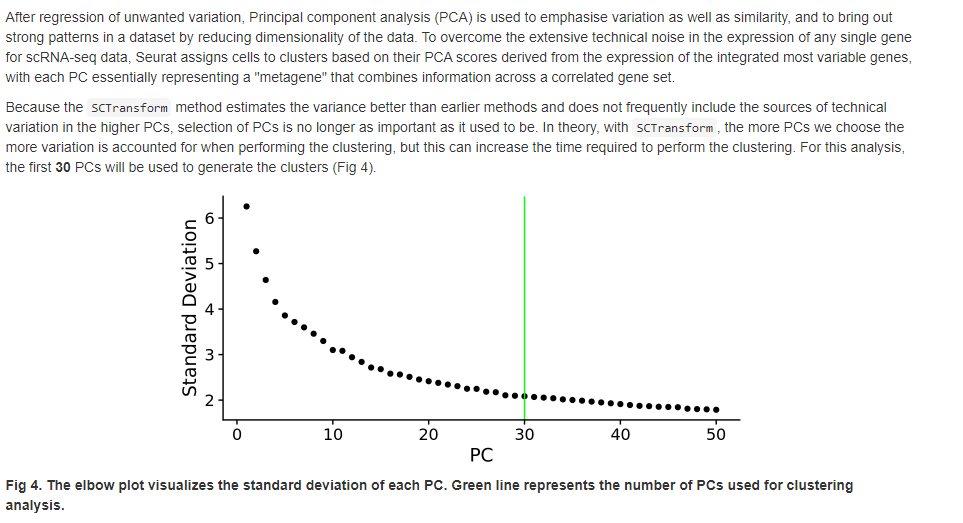 After regression of unwanted variation, Principal component analysis (PCA) is used to emphasise variation as well as similarity, and to bring out
strong patterns in a dataset by reducing dimensionality of the data. To overcome the extensive technical noise in the expression of any single gene
for scRNA-seq data, Seurat assigns cells to clusters based on their PCA scores derived from the expression of the integrated most variable genes,
with each PC essentially representing a "metagene" that combines information across a correlated gene set.
Because the SCTransform method estimates the variance better than earlier methods and does not frequently include the sources of technical
variation in the higher PCs, selection of PCs is no longer as important as it used to be. In theory, with SCTransform , the more PCs we choose the
more variation is accounted for when performing the clustering, but this can increase the time required to perform the clustering. For this analysis,
the first 30 PCs will be used to generate the clusters (Fig 4).
Standard Deviation
6
5
4
3
2
0 10 20 30 40 50
PC
Fig 4. The elbow plot visualizes the standard deviation of each PC. Green line represents the number of PCs used for clustering
analysis.